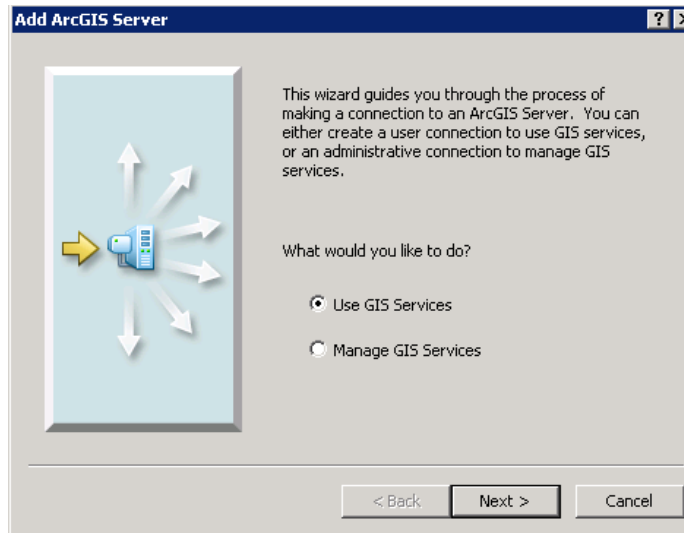 Add ArcGIS Server
This wizard guides you through the process of
making a connection to an ArcGIS Server. You can
either create a user connection to use GIS services,
or an administrative connection to manage GIS
services.
What would you like to do?
Use GIS Services
Manage GIS Services
< Back Next > Cancel